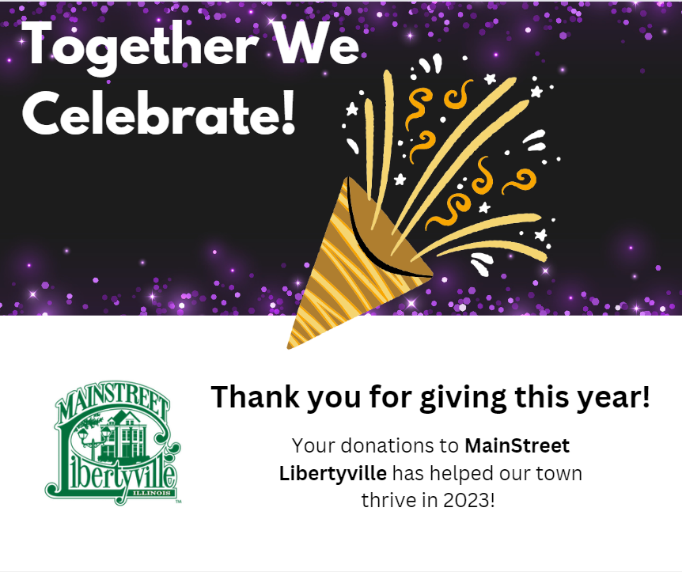 Together We
Celebrate!
MAINSTREET
Libertyville
ILLINOIS
TM
Thank you for giving this year!
Your donations to MainStreet
Libertyville has helped our town
thrive in 2023!